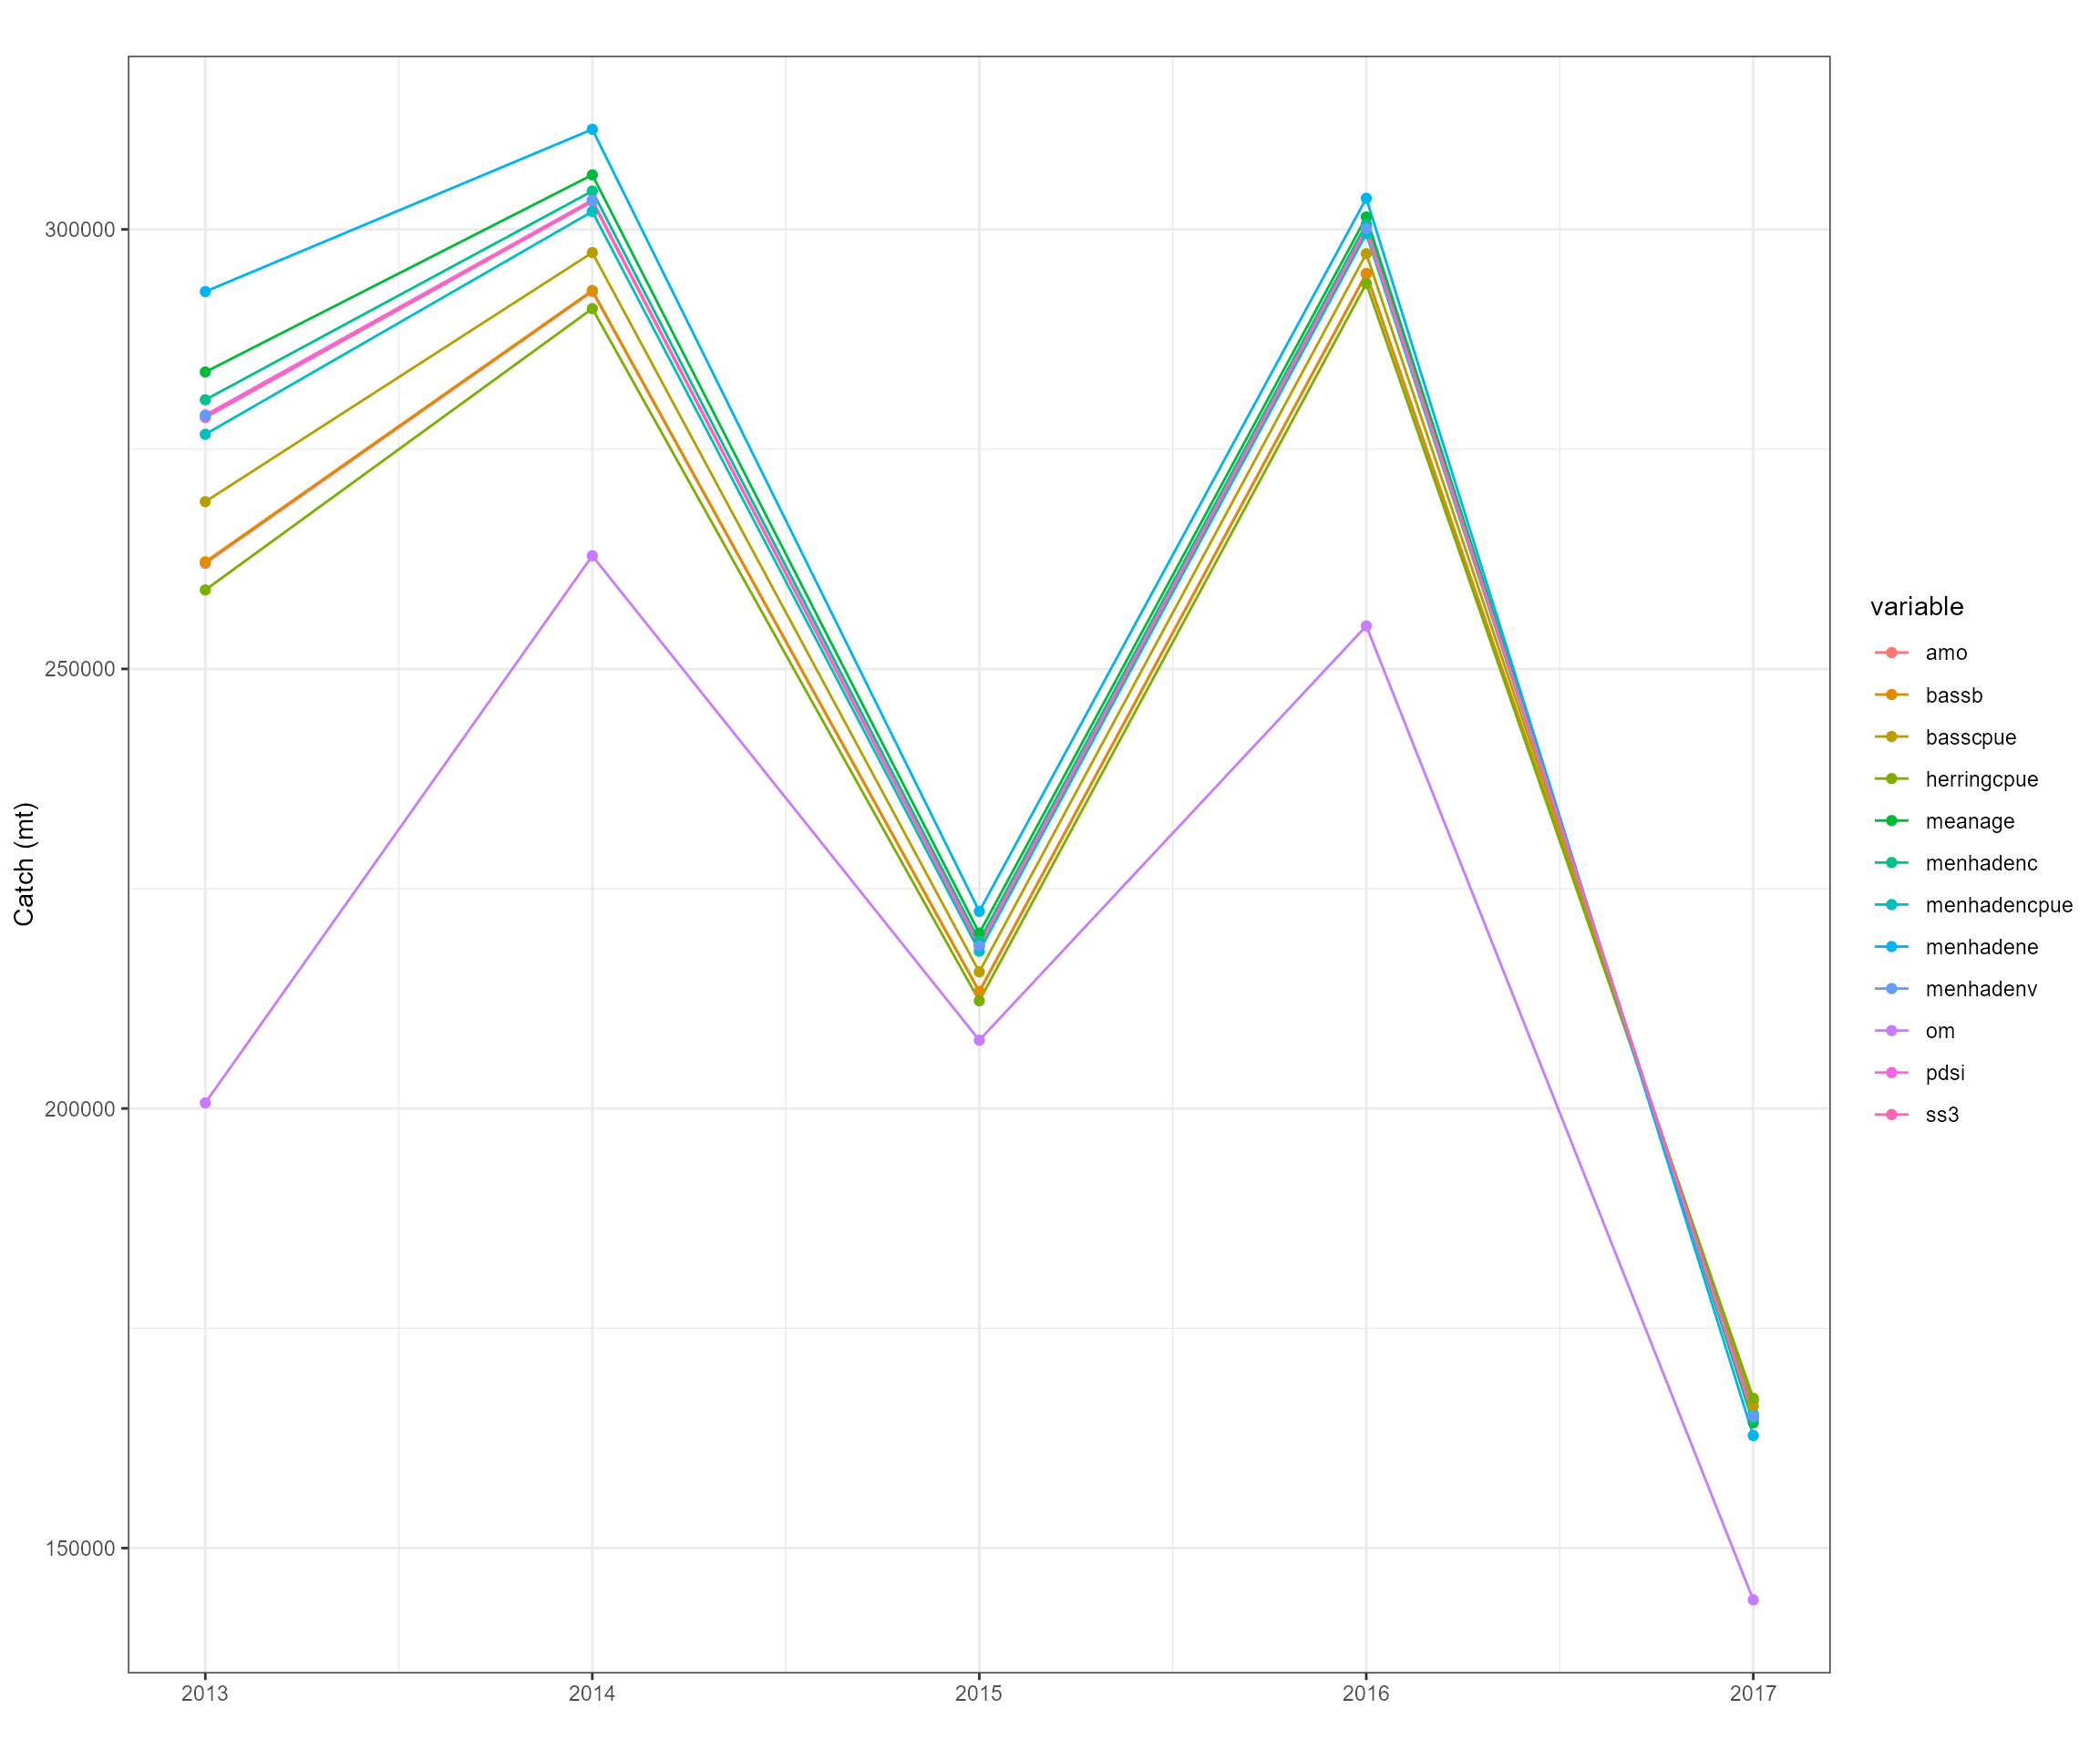 300000
250000
200000
150000
Catch (mt)
2013 2014 2015 2016 2017
variable
amo
bassb
basscpue
herringcpue
meanage
menhadenc
menhadencpue
menhadene
menhadenv
om
pdsi
ss3